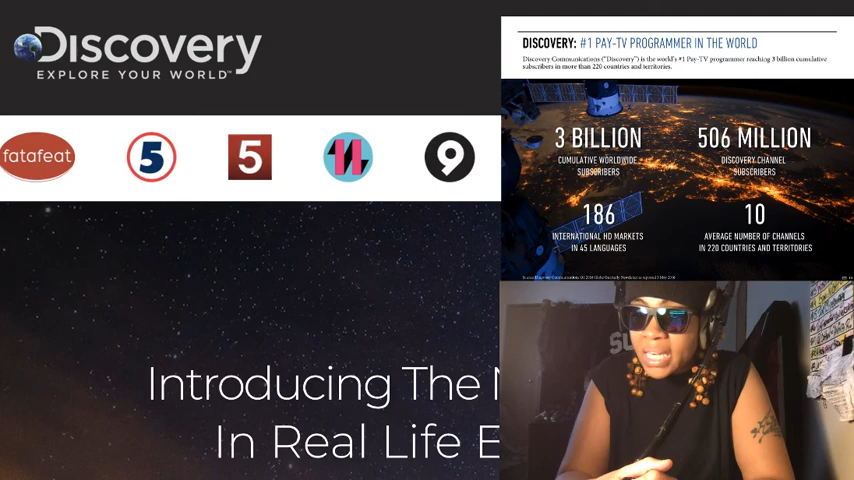 Discovery
EXPLORE YOUR WORLD™
fatafeat
5
5
9
Introducing The
In Real Life E
DISCOVERY: #1 PAY-TV PROGRAMMER IN THE WORLD
Discovery Communications ("Discovery") is the world's #1 Pay-TV programmer reaching 3 billion cumulative
subscribers in more than 220 countries and territories.
3 BILLION
CUMULATIVE WORLDWIDE
SUBSCRIBERS
506 MILLION
DISCOVERY CHANNEL
SUBSCRIBERS
186
INTERNATIONAL HD MARKETS
IN 45 LANGUAGES
10
AVERAGE NUMBER OF CHANNELS
IN 220 COUNTRIES AND TERRITORIES